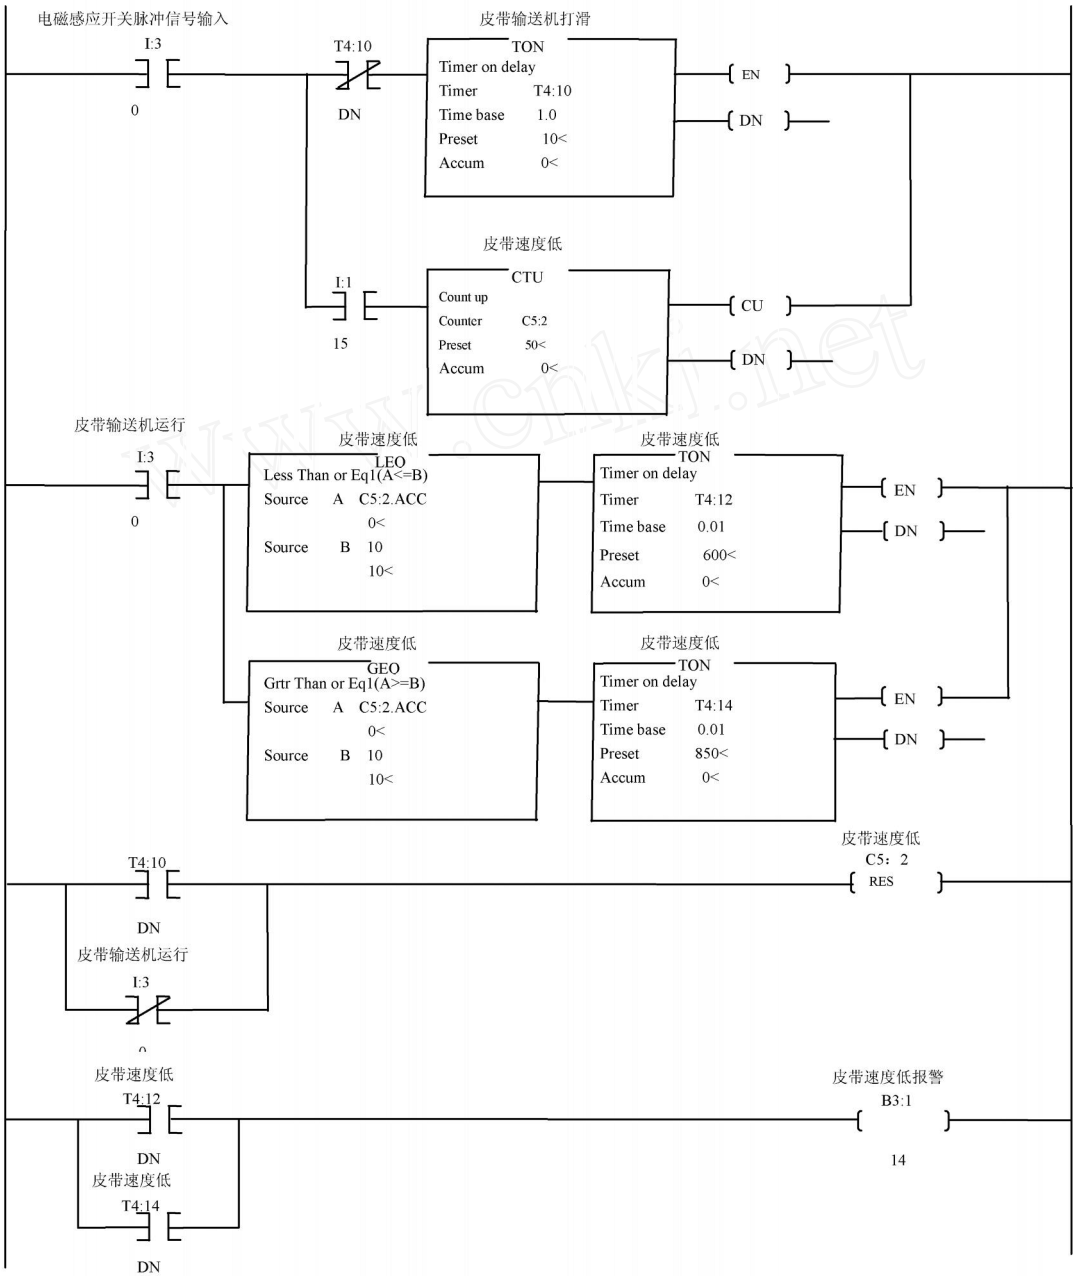 电磁感应开关脉冲信号输入
I:3
0
T4:10
DN
皮带输送机打滑
TON
Timer on delay
Timer T4:10
Time base 1.0
Preset 10<
Accum 0<
EN
DN
I:1
15
皮带速度低
CTU
Count up
Counter C5:2
Preset 50<
Accum 0<
CU
DN
www.cnki.net
皮带输送机运行
I:3
0
皮带速度低
LEO
Less Than or Eq1(A<=B)
Source A C5:2.ACC
0<
Source B 10
10<
皮带速度低
TON
Timer on delay
Timer T4:12
Time base 0.01
Preset 600<
Accum 0<
EN
DN
皮带速度低
GEO
Grtr Than or Eq1(A>=B)
Source A C5:2.ACC
0<
Source B 10
10<
皮带速度低
TON
Timer on delay
Timer T4:14
Time base 0.01
Preset 850<
Accum 0<
EN
DN
T4:10
DN
皮带速度低
C5：2
RES
皮带输送机运行
I:3
皮带速度低
T4:12
DN
皮带速度低报警
B3:1
14
皮带速度低
T4:14
DN